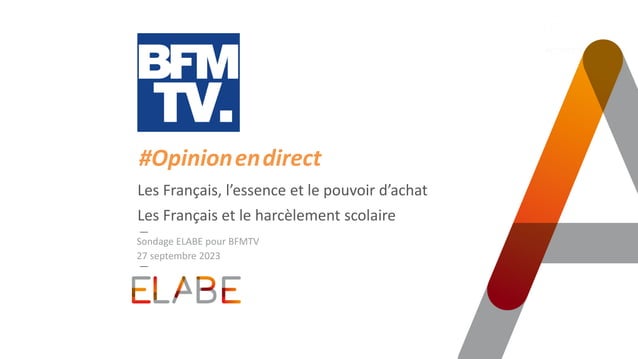 BFM
TV.
#Opinion en direct
Les Français, l’essence et le pouvoir d’achat
Les Français et le harcèlement scolaire
Sondage ELABE pour BFMTV
27 septembre 2023
ELABE